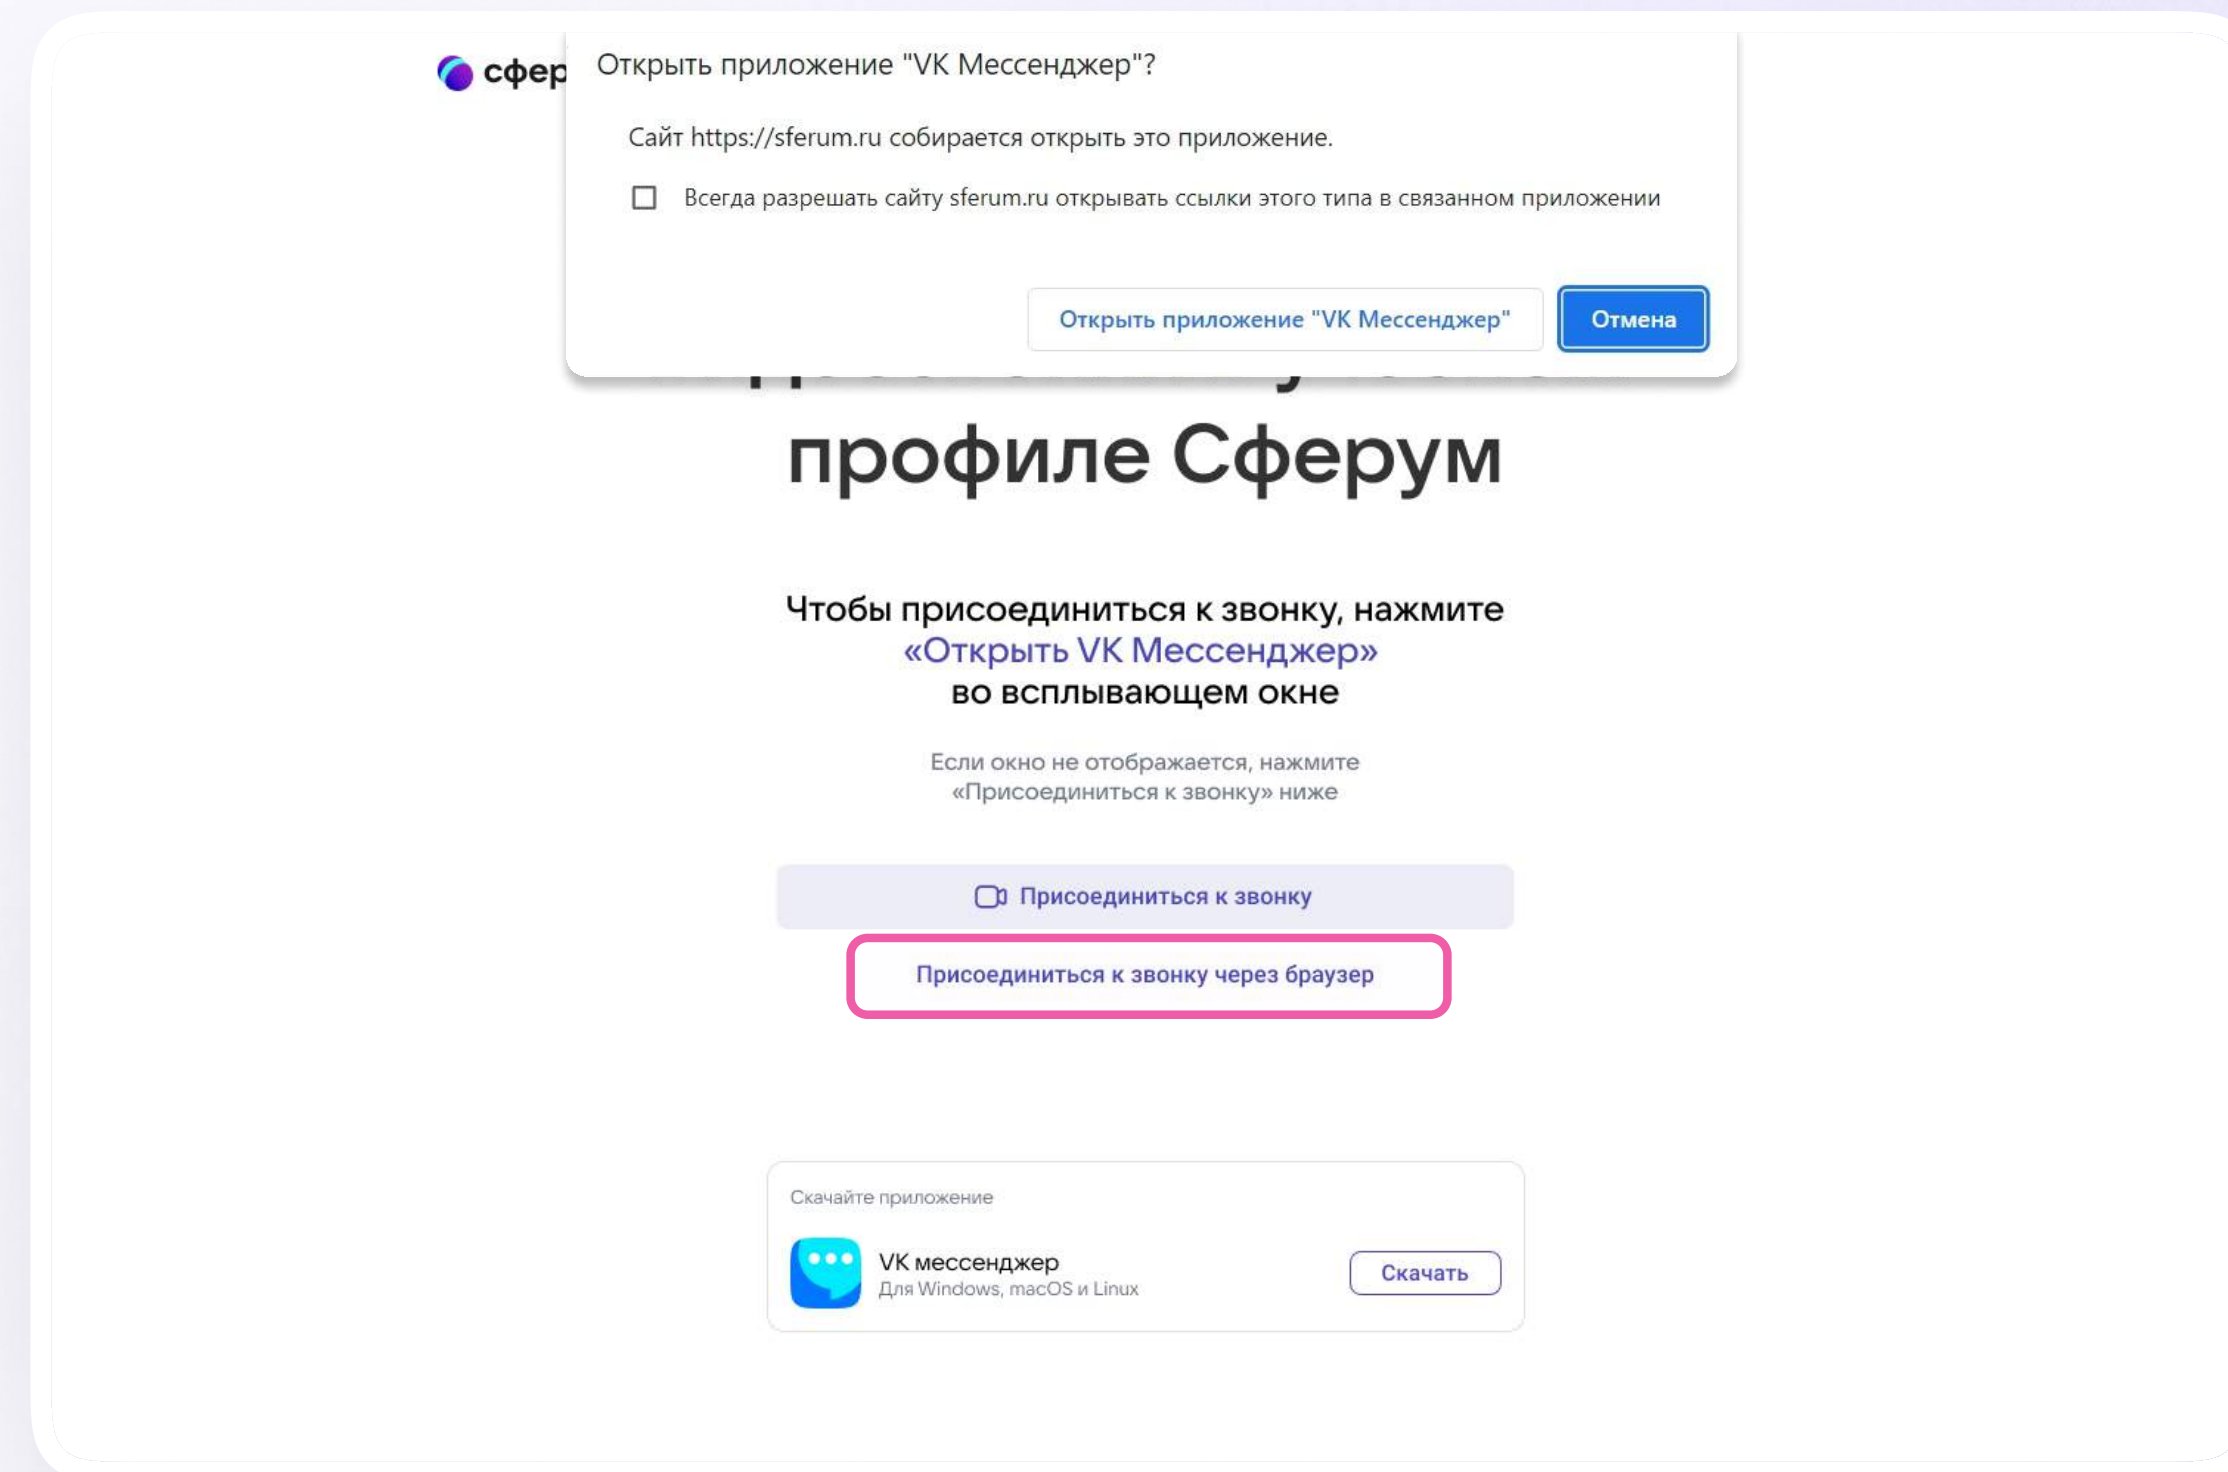 сфер
Открыть приложение "VK Мессенджер"?
Сайт https://sferum.ru собирается открыть это приложение.
Всегда разрешать сайту sferum.ru открывать ссылки этого типа в связанном приложении
Открыть приложение "VK Мессенджер"
Отмена
профиле Сферум
Чтобы присоединиться к звонку, нажмите
«Открыть VK Мессенджер»
во всплывающем окне
Если окно не отображается, нажмите
«Присоединиться к звонку» ниже
Присоединиться к звонку
Присоединиться к звонку через браузер
Скачайте приложение
VK мессенджер
Для Windows, macOS и Linux
Скачать